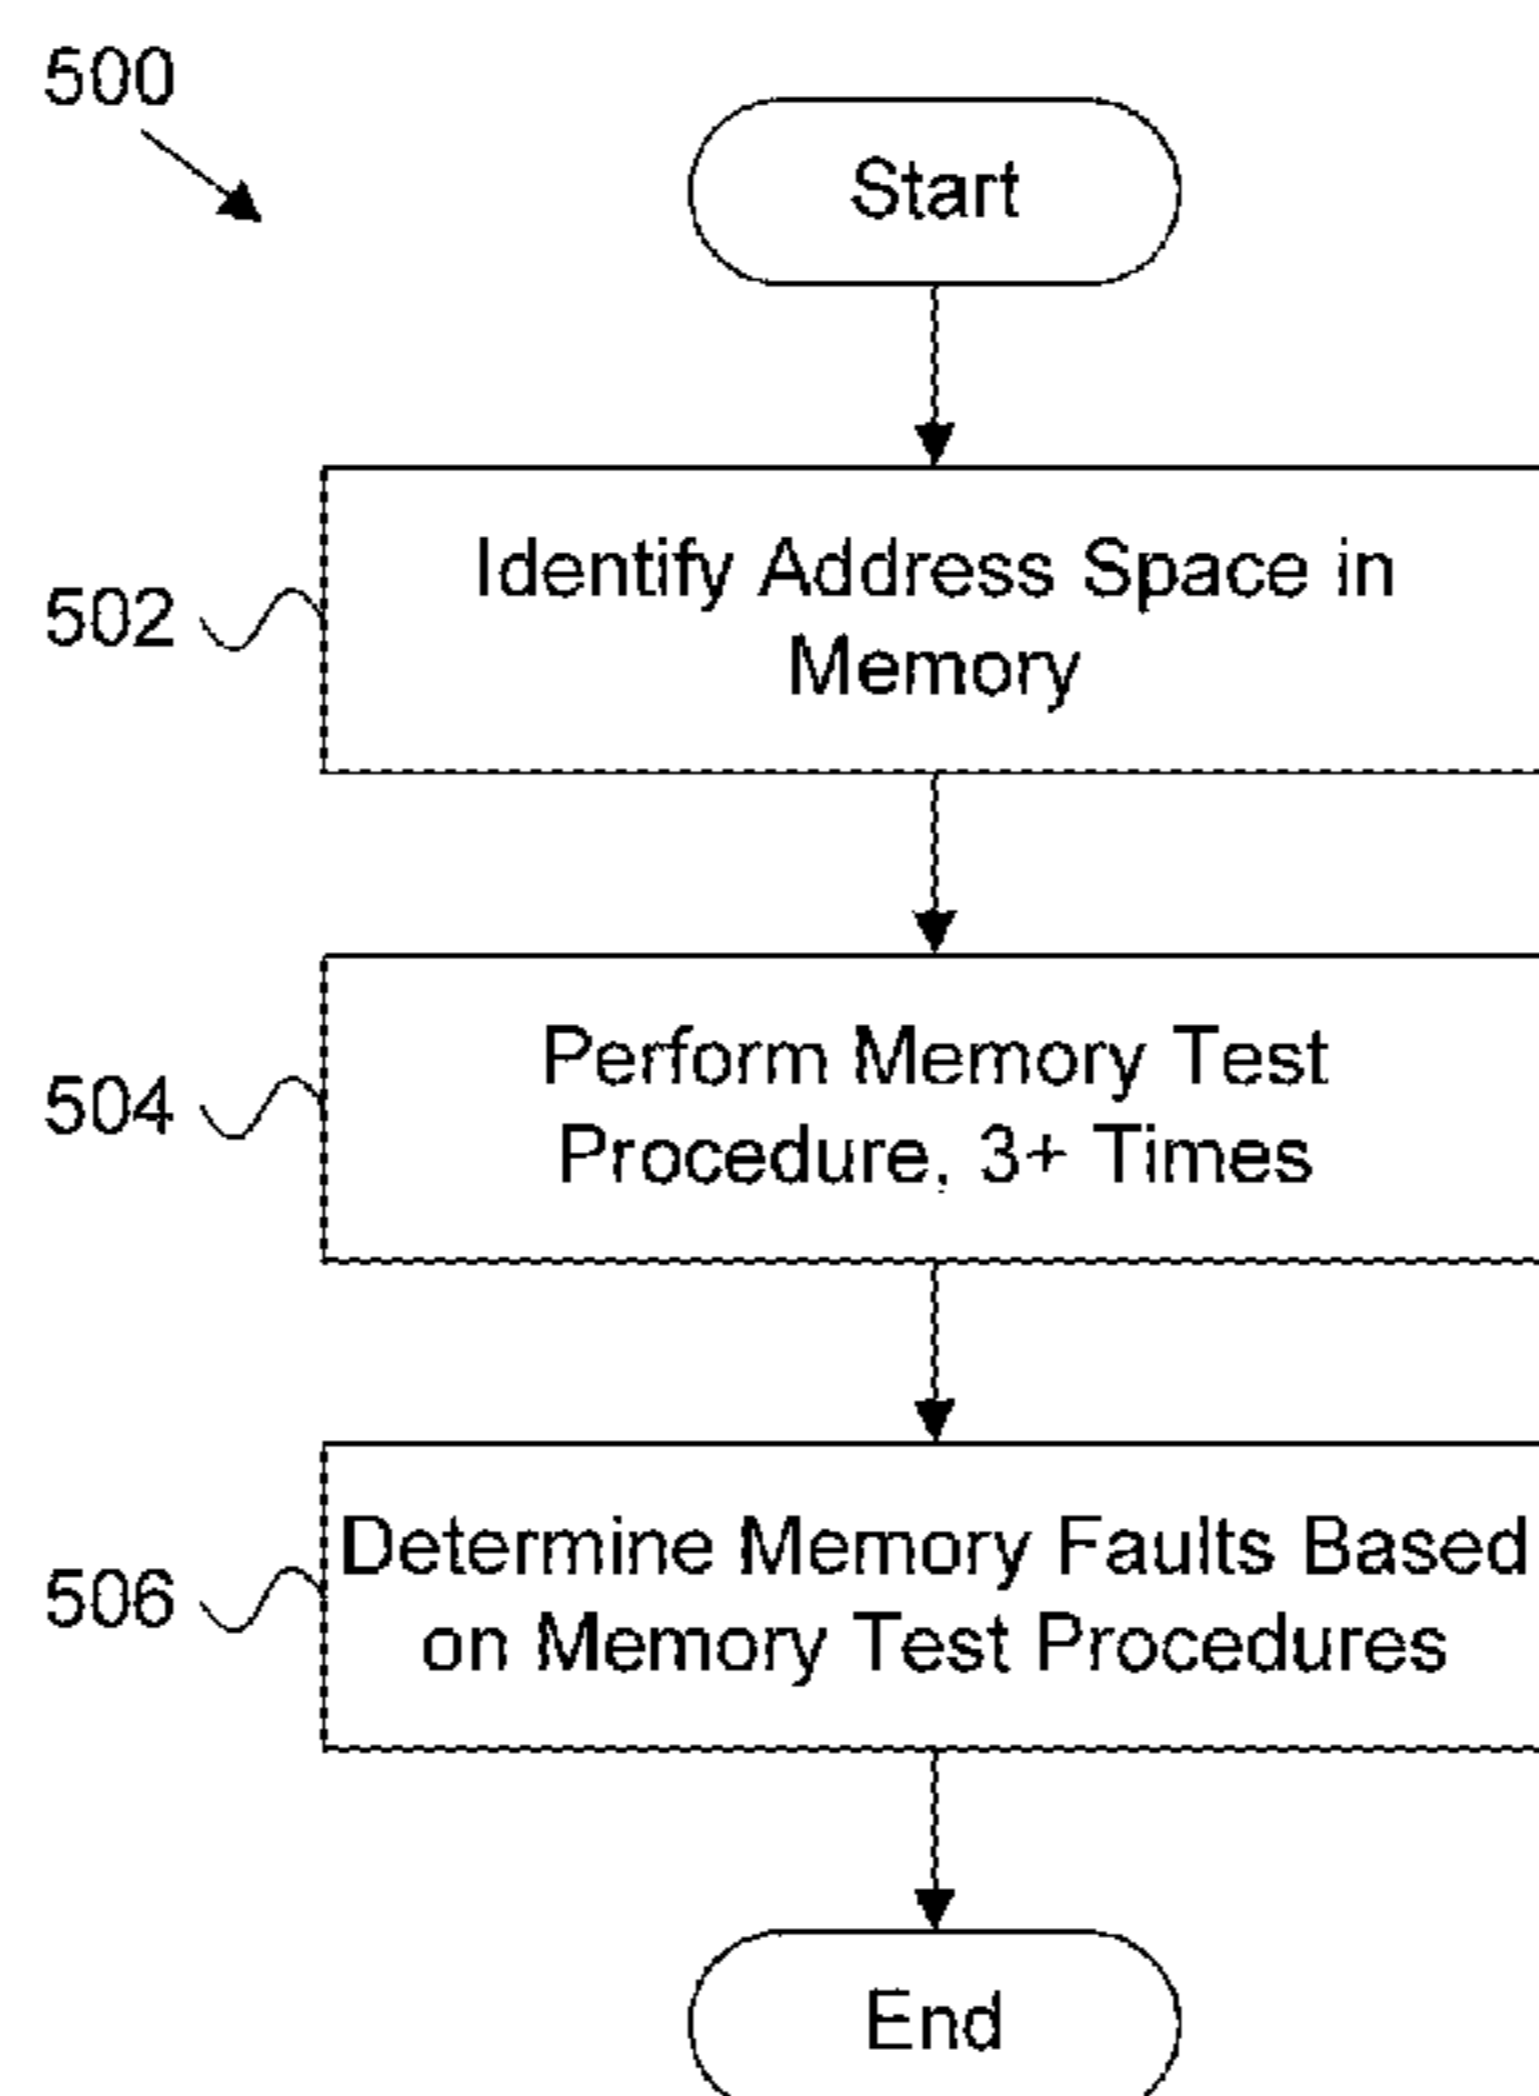 500
Start
502
Identify Address Space in
Memory
504
Perform Memory Test
Procedure, 3+ Times
506
Determine Memory Faults Based
on Memory Test Procedures
End